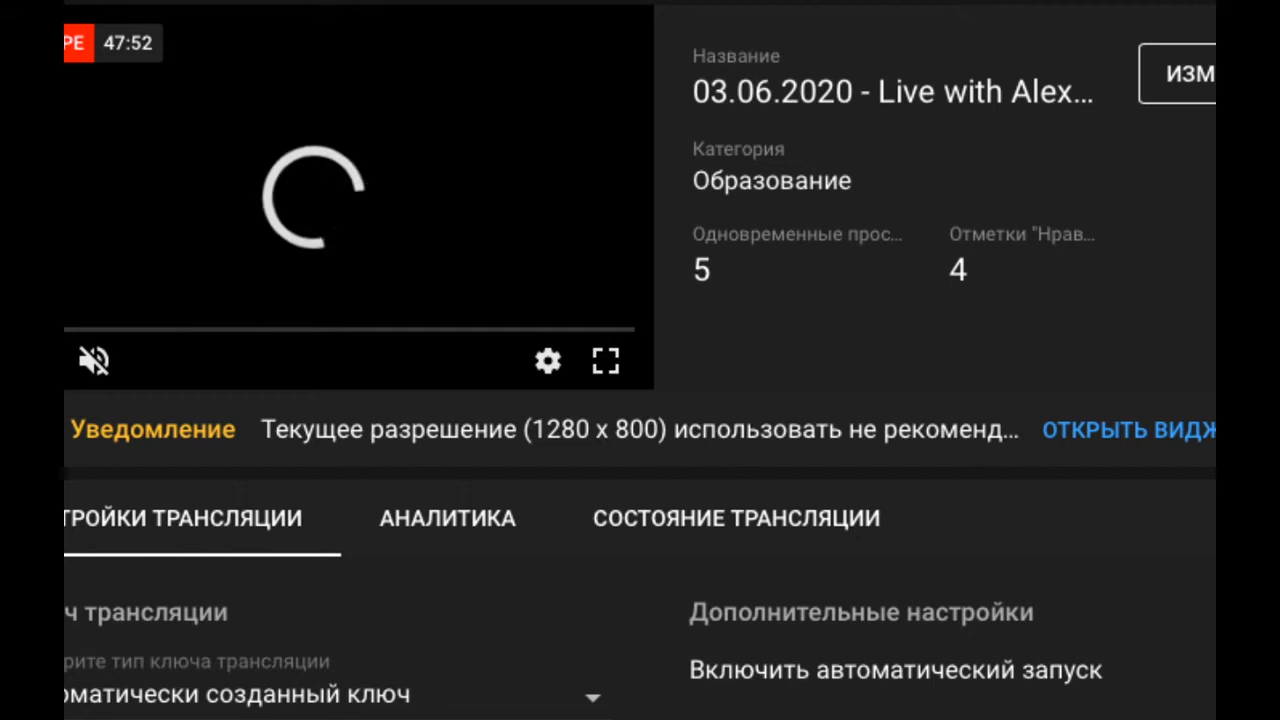 РЕ 47:52
Название
03.06.2020 - Live with Alex...
ИЗМ
Категория
Образование
Одновременные прос... Отметки "Нрав...
5 4
Уведомление Текущее разрешение (1280 x 800) использовать не рекоменд... ОТКРЫТЬ ВИДЖ
ТРОЙКИ ТРАНСЛЯЦИИ АНАЛИТИКА СОСТОЯНИЕ ТРАНСЛЯЦИИ
ч трансляции Дополнительные настройки
рите тип ключа трансляции
оматически созданный ключ
Включить автоматический запуск